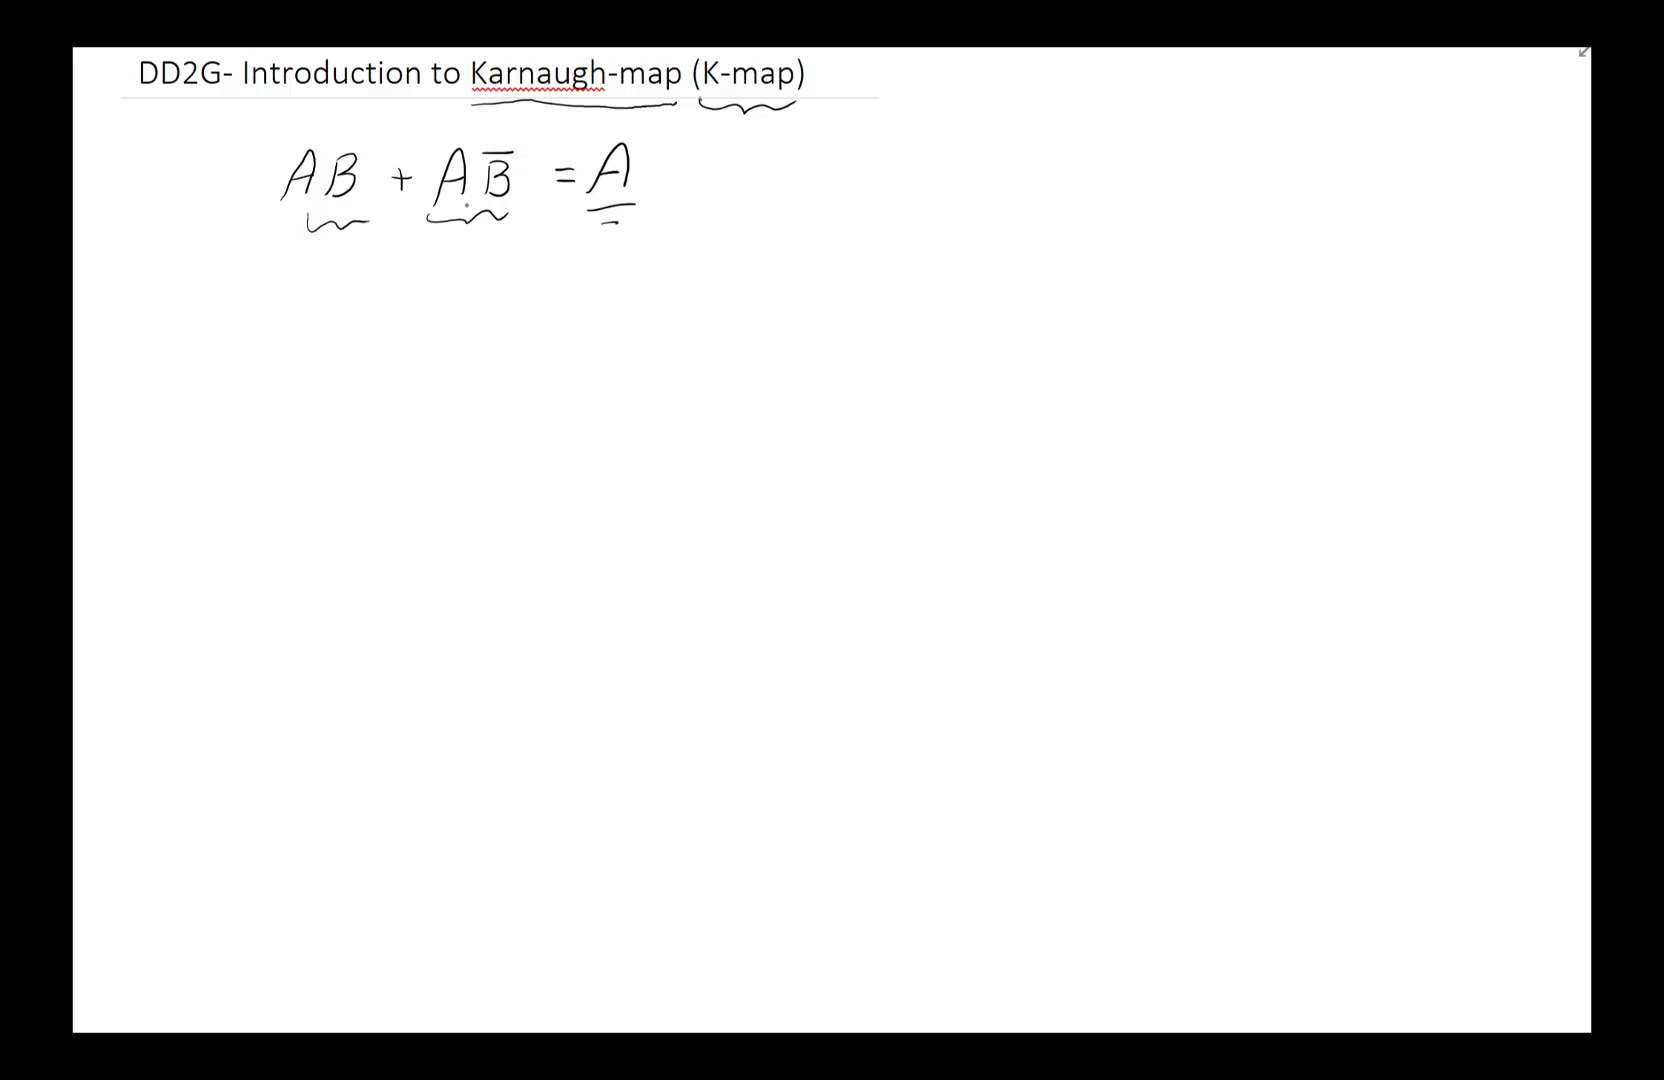 DD2G- Introduction to Karnaugh-map (K-map)
AB + AB̅ = A